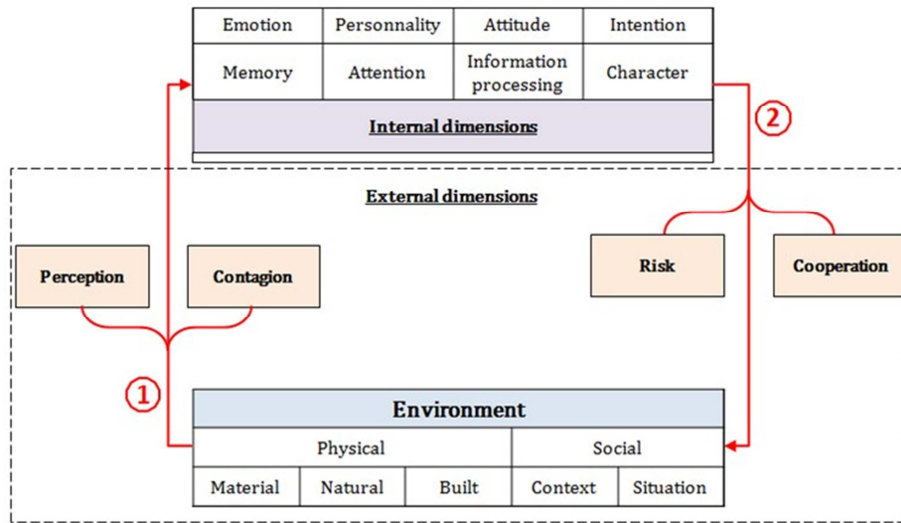 Emotion Personnality Attitude Intention
Memory Attention Information processing Character
Internal dimensions
②
External dimensions
Perception Contagion Risk Cooperation
①
Environment
Physical Social
Material Natural Built Context Situation